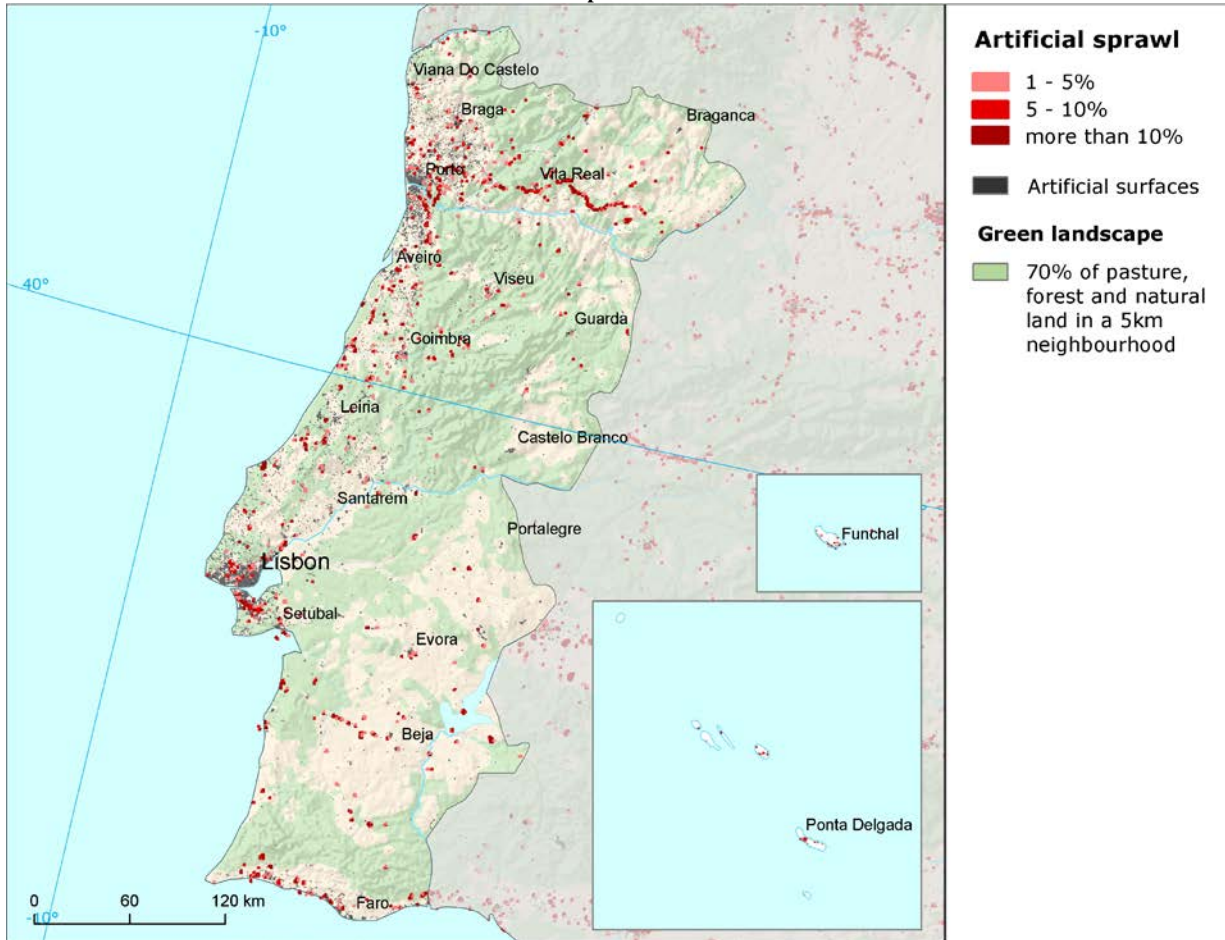 -10°
Viana Do Castelo
Braga
Braganca
Porto
Vila Real
Aveiro
Viseu
40°
Guarda
Goimbra
Leiria
Castelo Branco
Santarem
Portalegre
Funchal
Lisbon
Setubal
Evora
Beja
Ponta Delgada
Faro
0 60 120 km
-10°
Artificial sprawl
1 - 5%
5 - 10%
more than 10%
Artificial surfaces
Green landscape
70% of pasture,
forest and natural
land in a 5km
neighbourhood